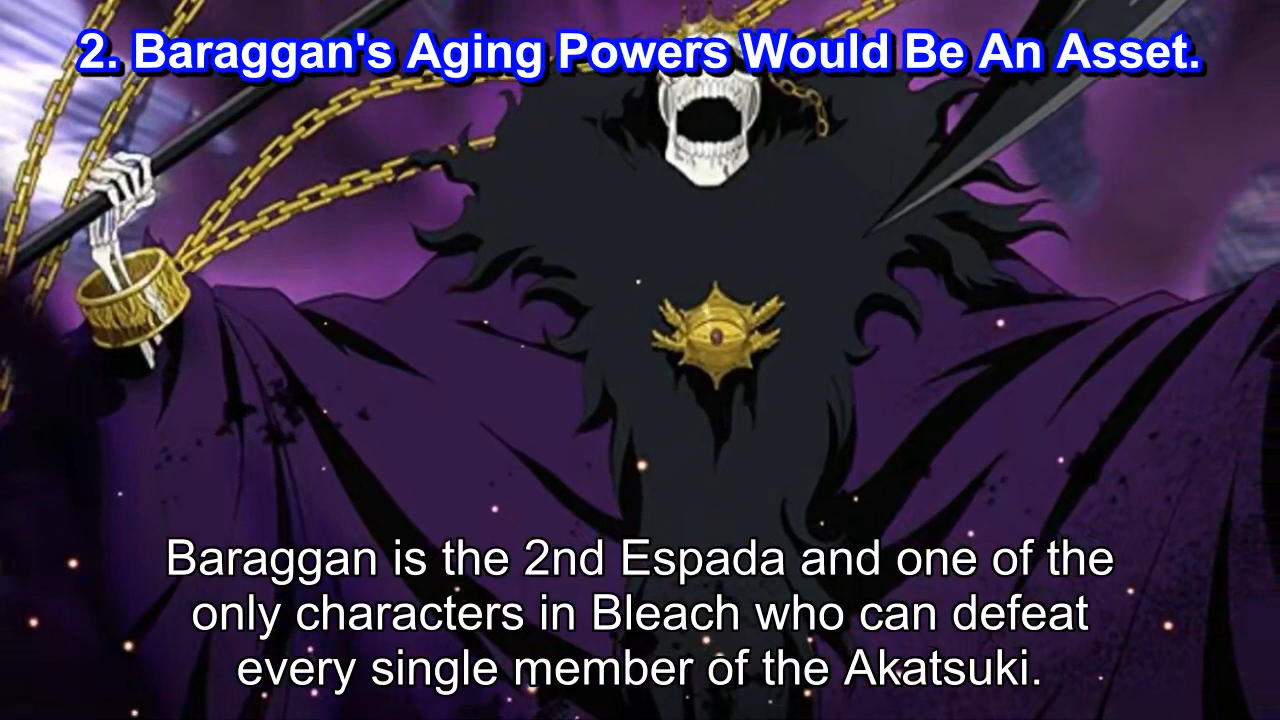 2. Baraggan's Aging Powers Would Be An Asset.
Baraggan is the 2nd Espada and one of the
only characters in Bleach who can defeat
every single member of the Akatsuki.